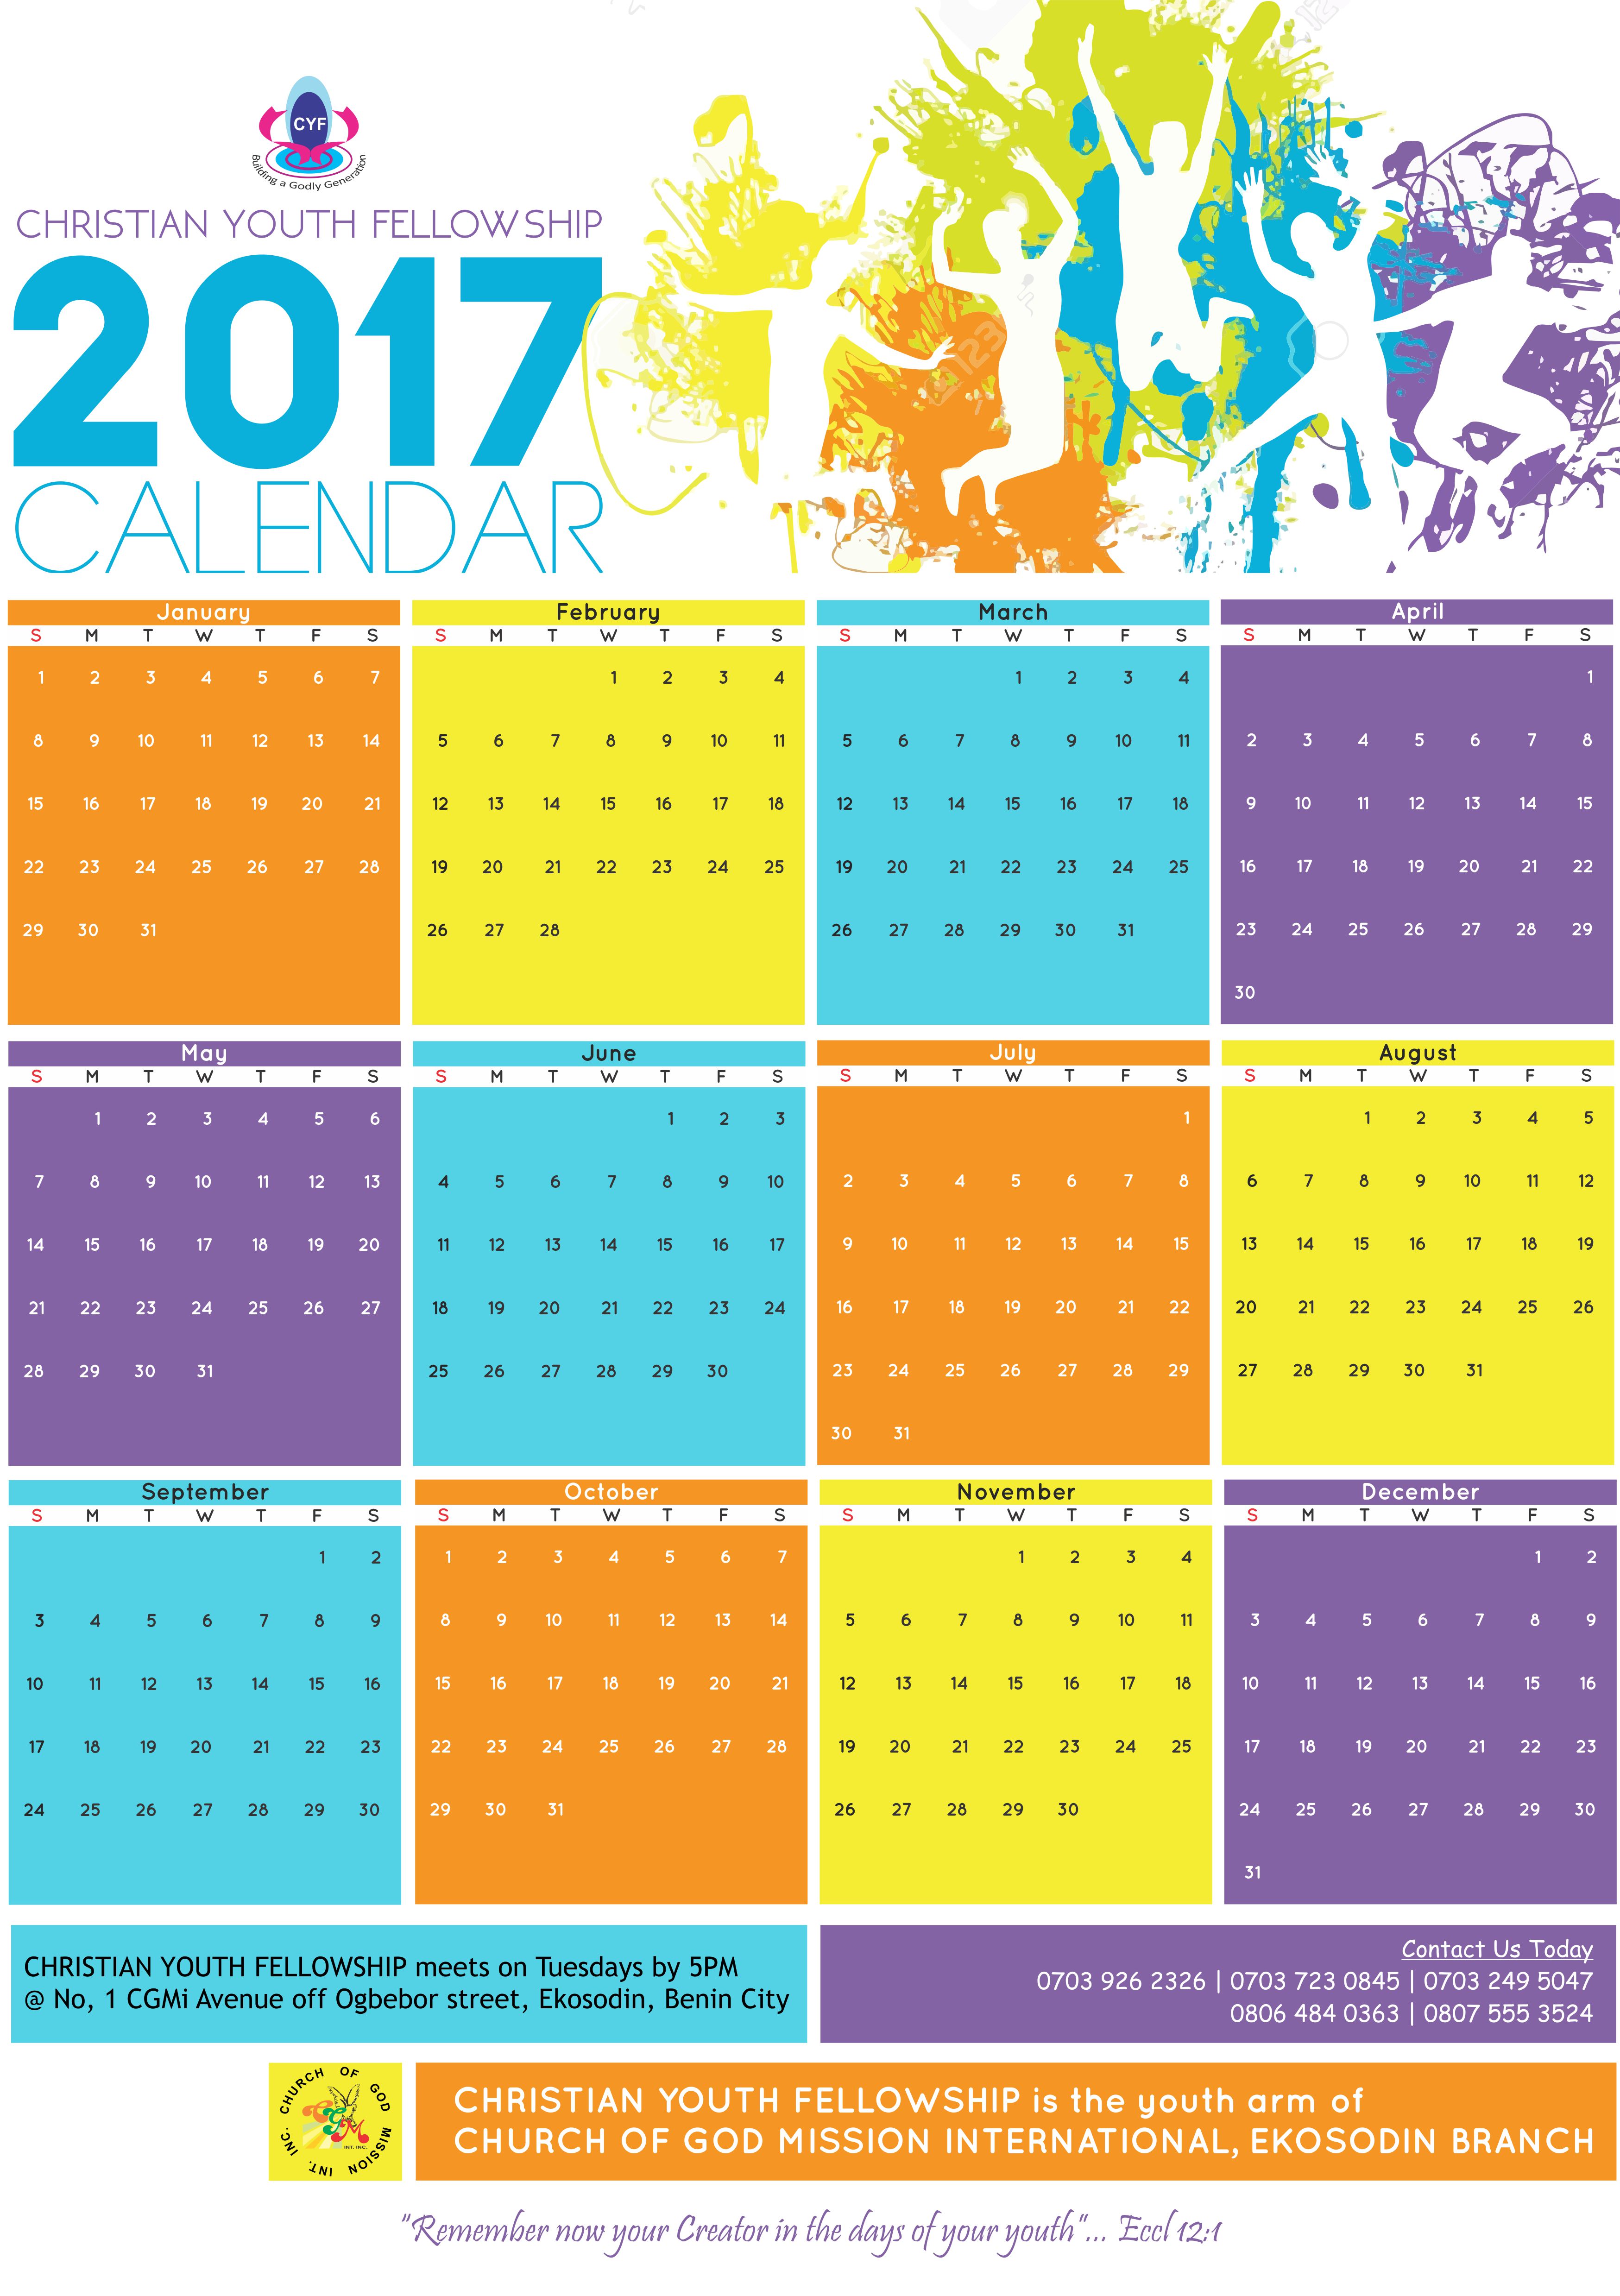 CYF
Building a Godly Generation
CHRISTIAN YOUTH FELLOWSHIP
2017
CALENDAR
January
S M T W T F S
1 2 3 4 5 6 7
8 9 10 11 12 13 14
15 16 17 18 19 20 21
22 23 24 25 26 27 28
29 30 31
February
S M T W T F S
1 2 3 4
5 6 7 8 9 10 11
12 13 14 15 16 17 18
19 20 21 22 23 24 25
26 27 28
March
S M T W T F S
1 2 3 4
5 6 7 8 9 10 11
12 13 14 15 16 17 18
19 20 21 22 23 24 25
26 27 28 29 30 31
April
S M T W T F S
1
2 3 4 5 6 7 8
9 10 11 12 13 14 15
16 17 18 19 20 21 22
23 24 25 26 27 28 29
30
May
S M T W T F S
1 2 3 4 5 6
7 8 9 10 11 12 13
14 15 16 17 18 19 20
21 22 23 24 25 26 27
28 29 30 31
June
S M T W T F S
1 2 3
4 5 6 7 8 9 10
11 12 13 14 15 16 17
18 19 20 21 22 23 24
25 26 27 28 29 30
July
S M T W T F S
1
2 3 4 5 6 7 8
9 10 11 12 13 14 15
16 17 18 19 20 21 22
23 24 25 26 27 28 29
30 31
August
S M T W T F S
1 2 3 4 5
6 7 8 9 10 11 12
13 14 15 16 17 18 19
20 21 22 23 24 25 26
27 28 29 30 31
September
S M T W T F S
1 2
3 4 5 6 7 8 9
10 11 12 13 14 15 16
17 18 19 20 21 22 23
24 25 26 27 28 29 30
October
S M T W T F S
1 2 3 4 5 6 7
8 9 10 11 12 13 14
15 16 17 18 19 20 21
22 23 24 25 26 27 28
29 30 31
November
S M T W T F S
1 2 3 4
5 6 7 8 9 10 11
12 13 14 15 16 17 18
19 20 21 22 23 24 25
26 27 28 29 30
December
S M T W T F S
1 2
3 4 5 6 7 8 9
10 11 12 13 14 15 16
17 18 19 20 21 22 23
24 25 26 27 28 29 30
31
CHRISTIAN YOUTH FELLOWSHIP meets on Tuesdays by 5PM
@ No, 1 CGMi Avenue off Ogbebor street, Ekosodin, Benin City
Contact Us Today
0703 926 2326 | 0703 723 0845 | 0703 249 5047
0806 484 0363 | 0807 555 3524
CHURCH OF GOD MISSION INT. INC.
CGM
INT. INC.
CHRISTIAN YOUTH FELLOWSHIP is the youth arm of
CHURCH OF GOD MISSION INTERNATIONAL, EKOSODIN BRANCH
"Remember now your Creator in the days of your youth"... Eccl 12:1